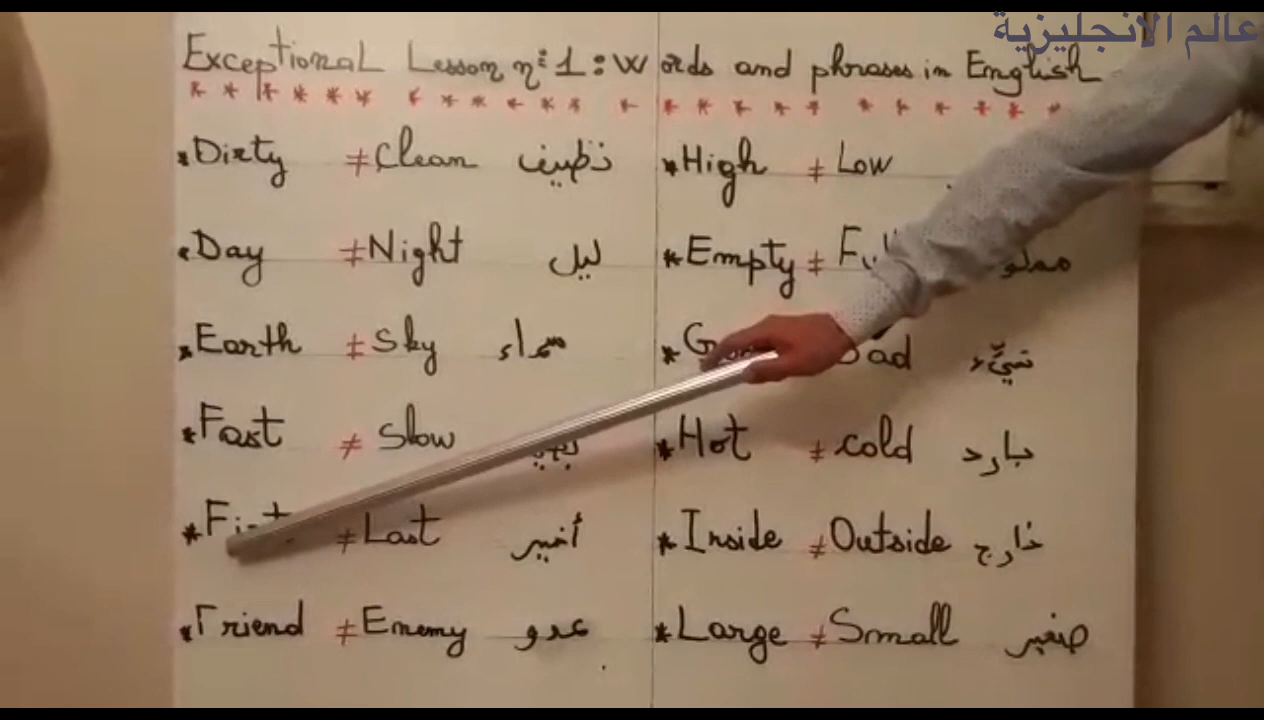 عالم الانجليزية
Exceptional Lesson n°1: Words and phrases in English
* Dirty ≠ Clean نظيف
* Day ≠ Night ليل
* Earth ≠ Sky سماء
* Fast ≠ Slow
* ≠ Last أخير
* Friend ≠ Enemy عدو
* High ≠ Low
* Empty ≠
* سيّء
* Hot ≠ cold بارد
* Inside ≠ Outside خارج
* Large ≠ Small صغير